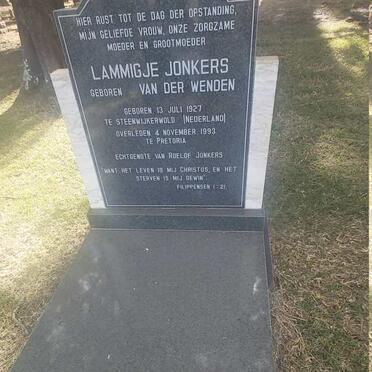 HIER RUST TOT DE DAG DER OPSTANDING,
MIJN GELIEFDE VROUW, ONZE ZORGZAME
MOEDER EN GROOTMOEDER
LAMMIGJE JONKERS
GEBOREN VAN DER WENDEN
GEBOREN 13 JULI 1927
TE STEENWIJKERWOLD (NEDERLAND)
OVERLEDEN 4 NOVEMBER 1993
TE PRETORIA
ECHTGENOTE VAN ROELOF JONKERS
"WANT HET LEVEN IS MIJ CHRISTUS, EN HET
STERVEN IS MIJ GEWIN"
FILIPPENSEN 1:21